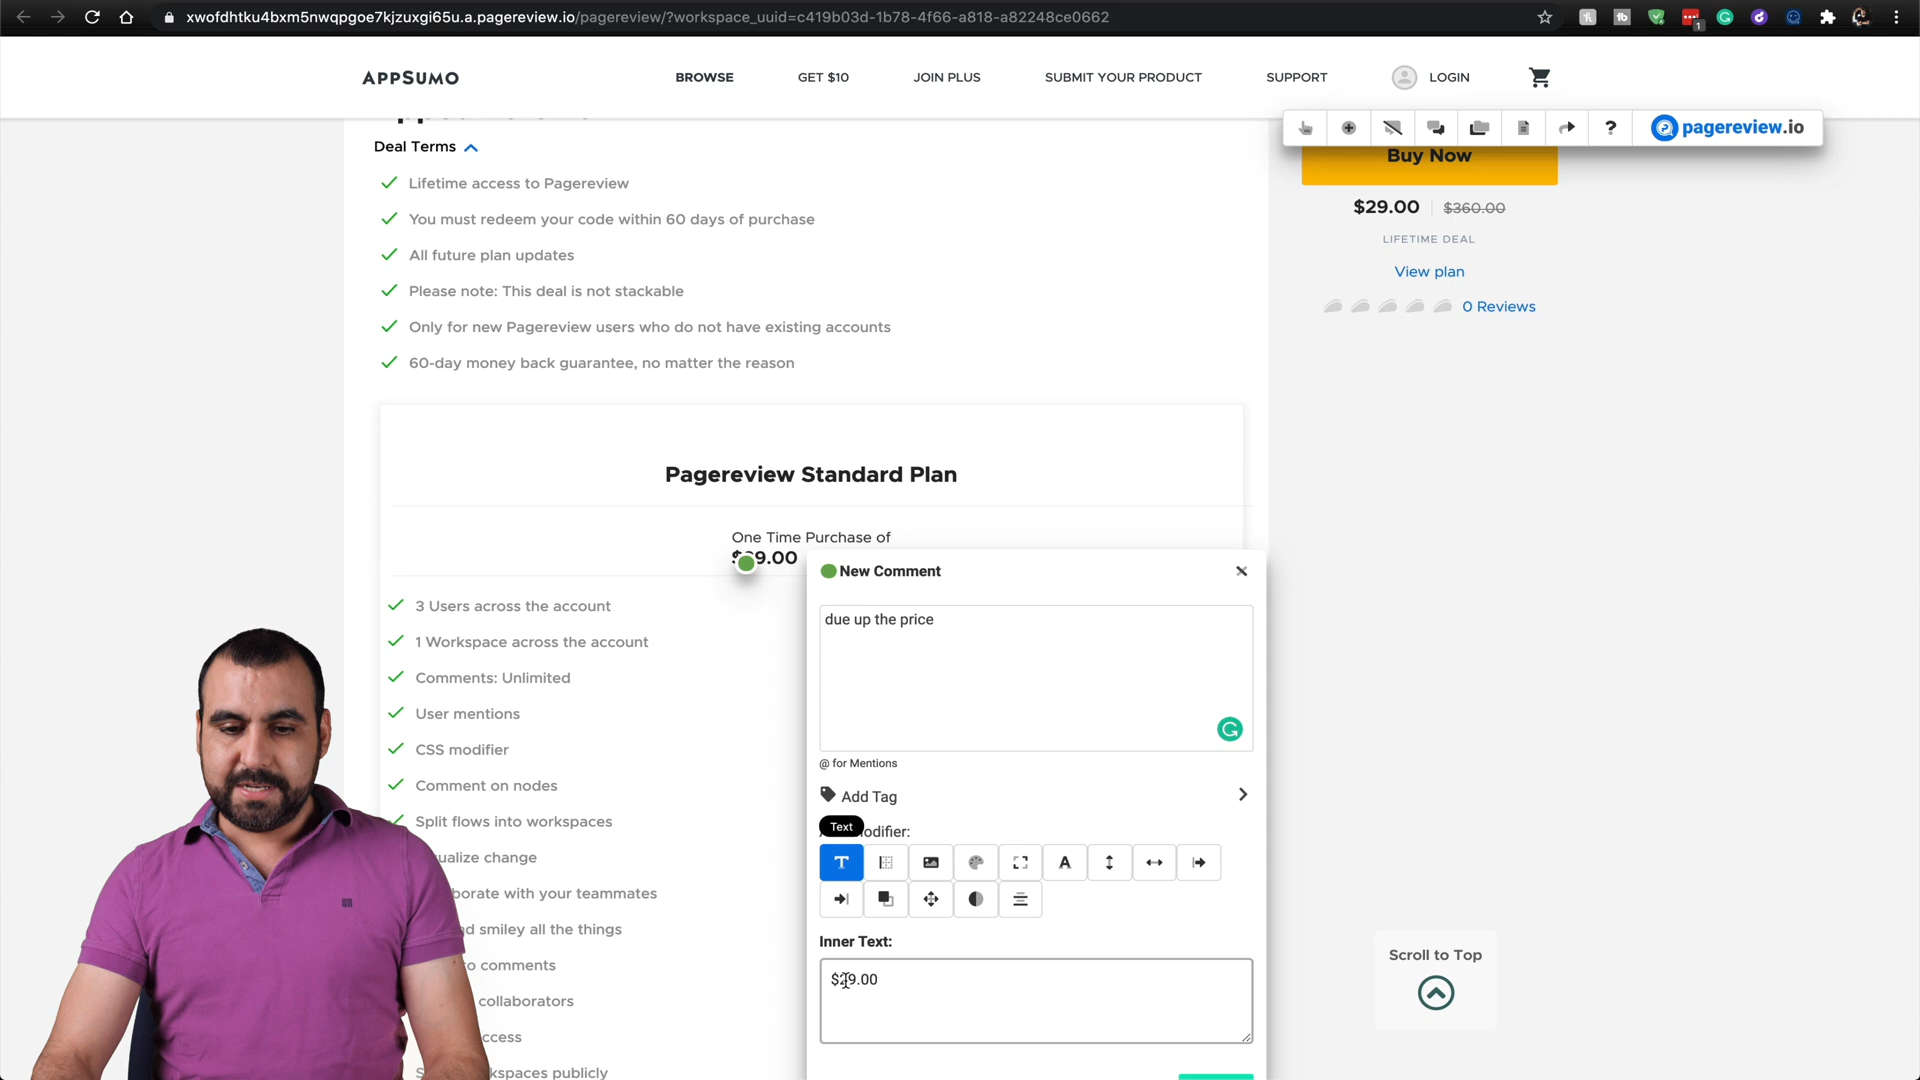 xwofdhtku4bxm5nwqpgoe7kjzuxgi65u.a.pagereview.io/pagereview/?workspace_uuid=c419b03d-1b78-4f66-a818-a82248ce0662
APPSUMO BROWSE GET $10 JOIN PLUS SUBMIT YOUR PRODUCT SUPPORT LOGIN
? pagereview.io
Deal Terms
Lifetime access to Pagereview
You must redeem your code within 60 days of purchase
All future plan updates
Please note: This deal is not stackable
Only for new Pagereview users who do not have existing accounts
60-day money back guarantee, no matter the reason
Buy Now
$29.00 $360.00
LIFETIME DEAL
View plan
0 Reviews
Pagereview Standard Plan
One Time Purchase of
9.00
3 Users across the account
1 Workspace across the account
Comments: Unlimited
User mentions
CSS modifier
Comment on nodes
Split flows into workspaces
ualize change
borate with your teammates
d smiley all the things
o comments
collaborators
ccess
kspaces publicly
New Comment
due up the price
@ for Mentions
Add Tag
Text
odifier:
Inner Text:
$29.00
Scroll to Top